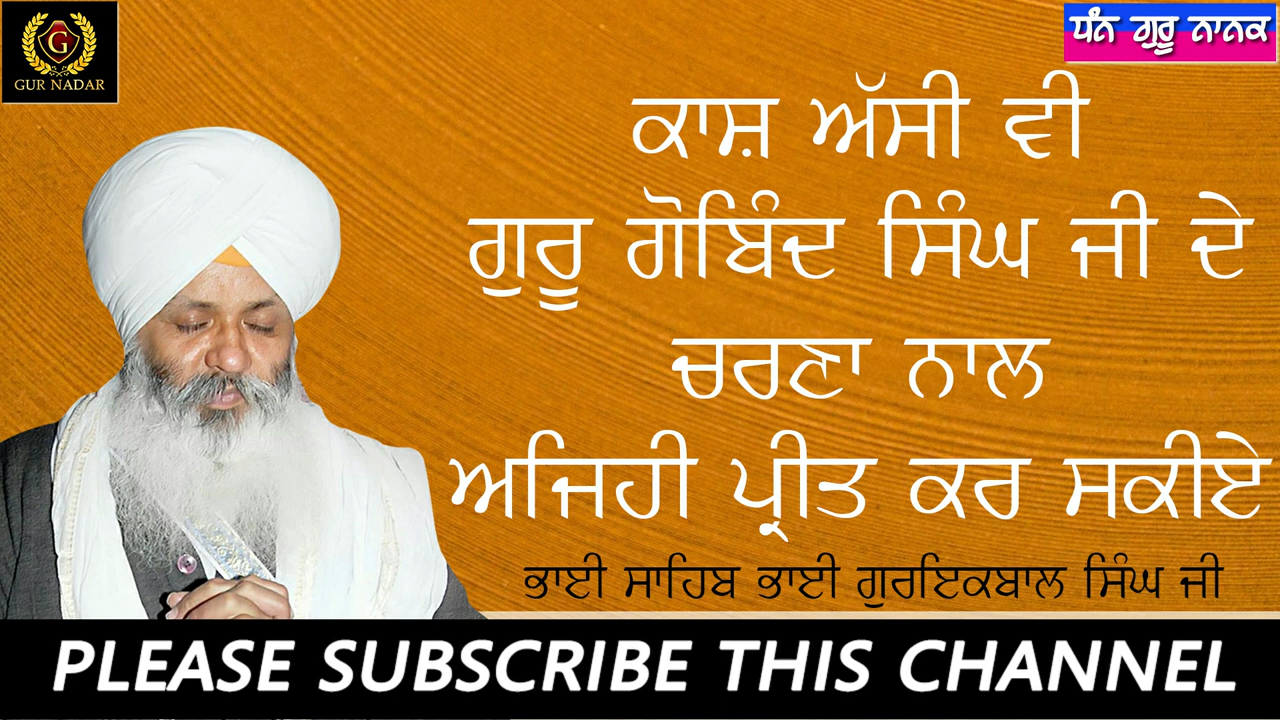 G
GUR NADAR
ਧੰਨ ਗੁਰੂ ਨਾਨਕ
ਕਾਸ਼ ਅੱਸੀ ਵੀ
ਗੁਰੂ ਗੋਬਿੰਦ ਸਿੰਘ ਜੀ ਦੇ
ਚਰਣਾ ਨਾਲ
ਅਜਿਹੀ ਪ੍ਰੀਤ ਕਰ ਸਕੀਏ
ਭਾਈ ਸਾਹਿਬ ਭਾਈ ਗੁਰਇਕਬਾਲ ਸਿੰਘ ਜੀ
PLEASE SUBSCRIBE THIS CHANNEL